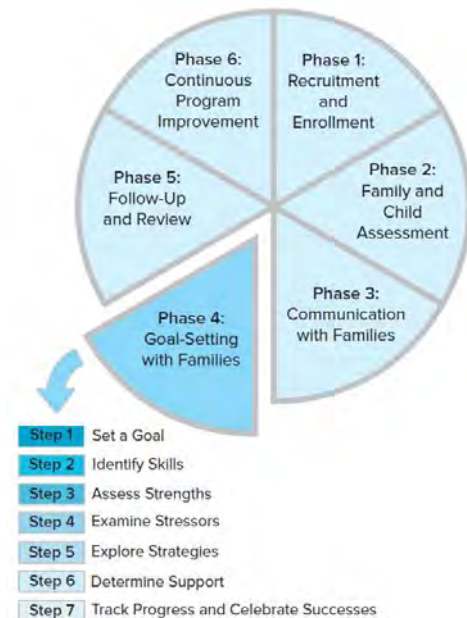 Phase 1:
Recruitment
and
Enrollment
Phase 2:
Family and
Child
Assessment
Phase 3:
Communication
with Families
Phase 4:
Goal-Setting
with Families
Phase 5:
Follow-Up
and Review
Phase 6:
Continuous
Program
Improvement
Step 1 Set a Goal
Step 2 Identify Skills
Step 3 Assess Strengths
Step 4 Examine Stressors
Step 5 Explore Strategies
Step 6 Determine Support
Step 7 Track Progress and Celebrate Successes